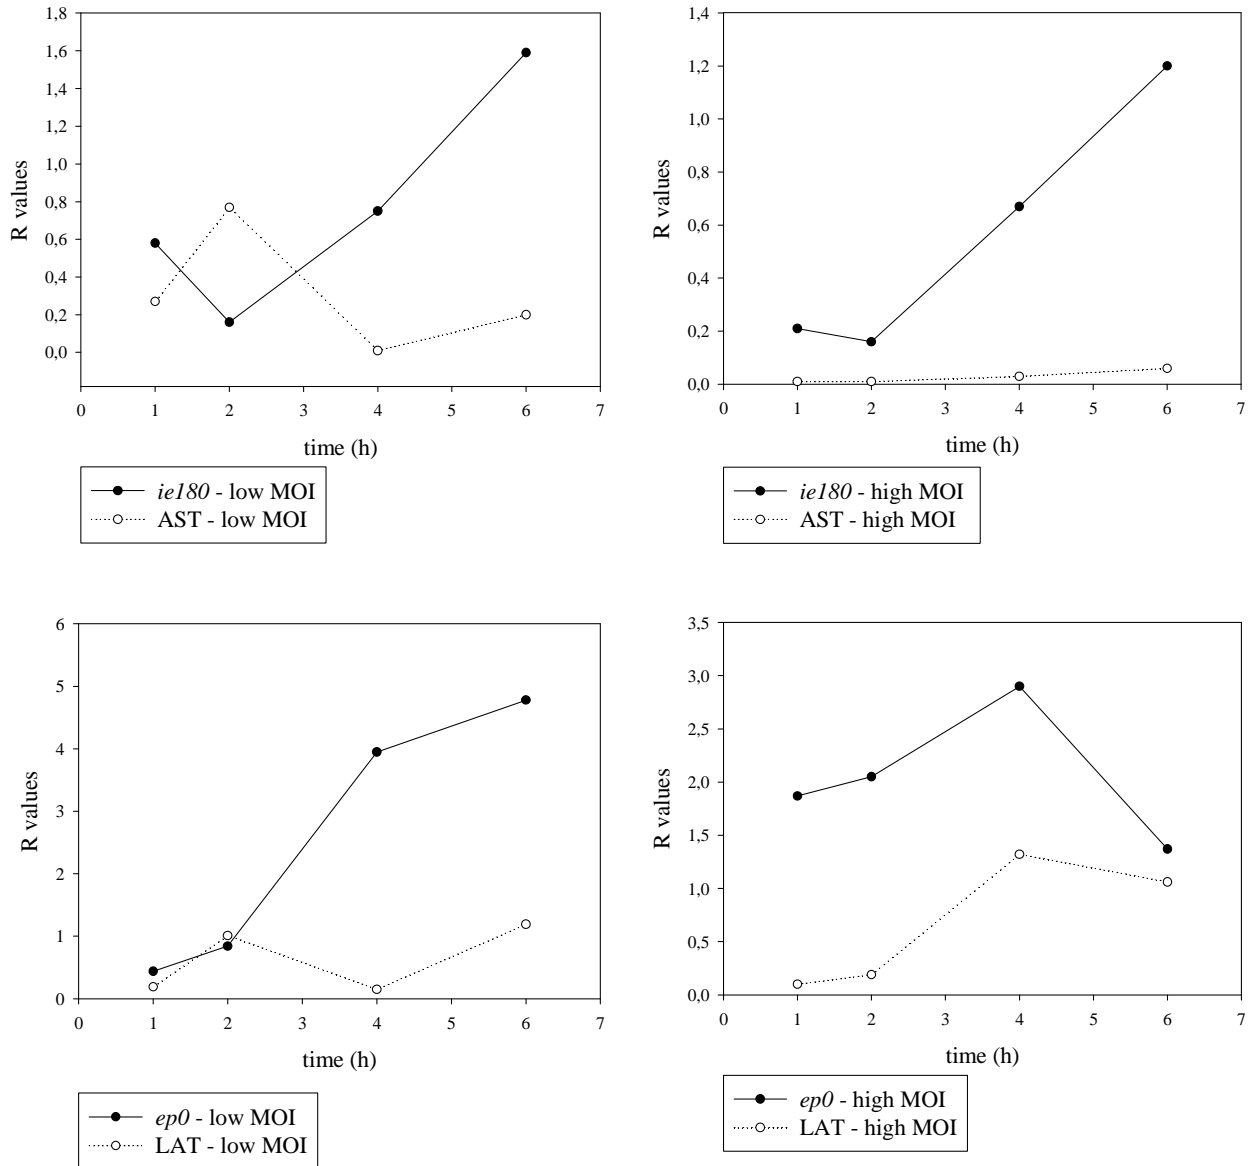 1,8
1,6
1,4
1,2
1,0
0,8
0,6
0,4
0,2
0,0
R values
0 1 2 3 4 5 6 7
time (h)
ie180 - low MOI
AST - low MOI
1,4
1,2
1,0
0,8
0,6
0,4
0,2
0,0
R values
0 1 2 3 4 5 6 7
time (h)
ie180 - high MOI
AST - high MOI
6
5
4
3
2
1
0
R values
0 1 2 3 4 5 6 7
time (h)
ep0 - low MOI
LAT - low MOI
3,5
3,0
2,5
2,0
1,5
1,0
0,5
0,0
R values
0 1 2 3 4 5 6 7
time (h)
ep0 - high MOI
LAT - high MOI